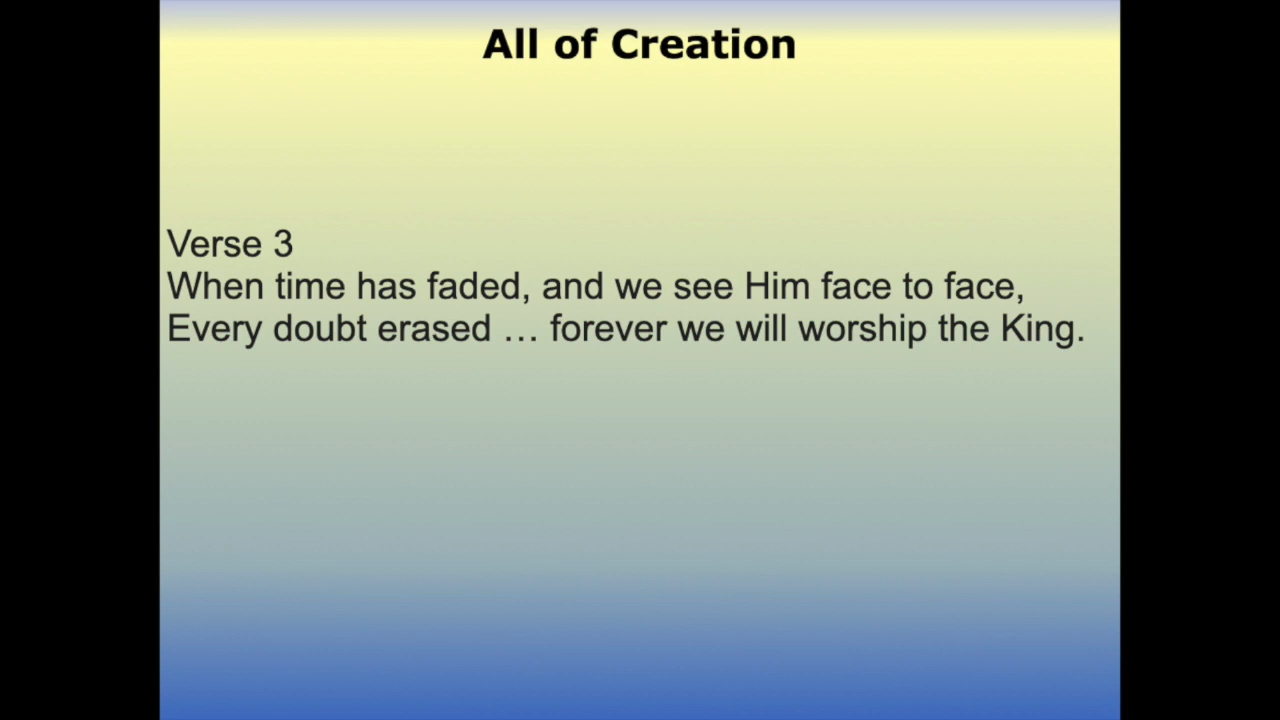 All of Creation
Verse 3
When time has faded, and we see Him face to face,
Every doubt erased … forever we will worship the King.